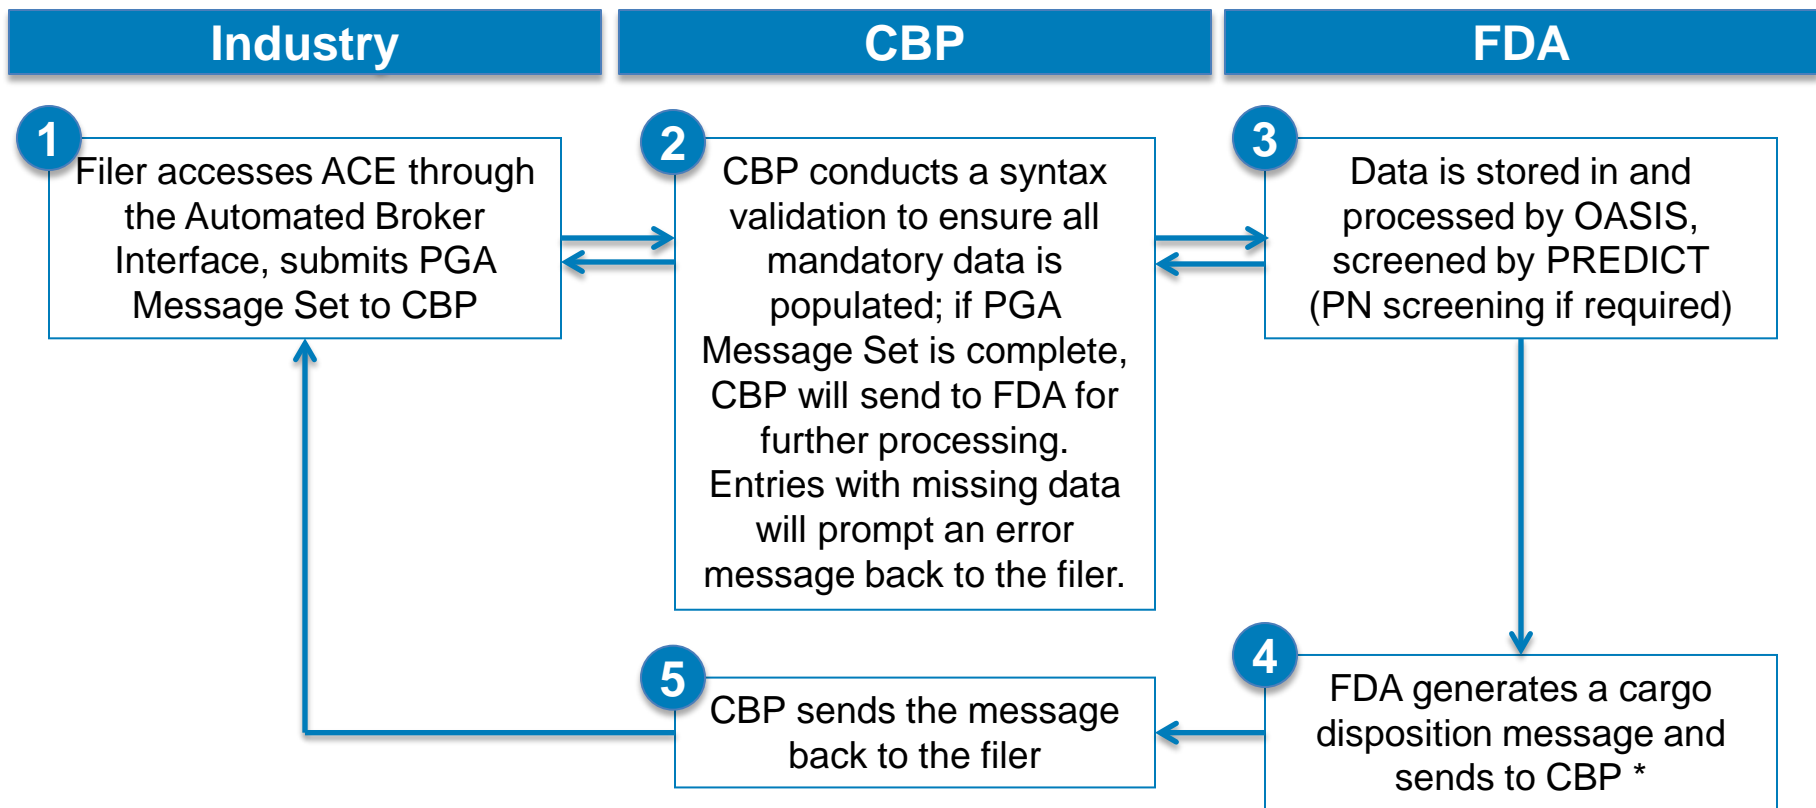 Industry
CBP
FDA
1
Filer accesses ACE through
the Automated Broker
Interface, submits PGA
Message Set to CBP
2
CBP conducts a syntax
validation to ensure all
mandatory data is
populated; if PGA
Message Set is complete,
CBP will send to FDA for
further processing.
Entries with missing data
will prompt an error
message back to the filer.
3
Data is stored in and
processed by OASIS,
screened by PREDICT
(PN screening if required)
4
FDA generates a cargo
disposition message and
sends to CBP *
5
CBP sends the message
back to the filer